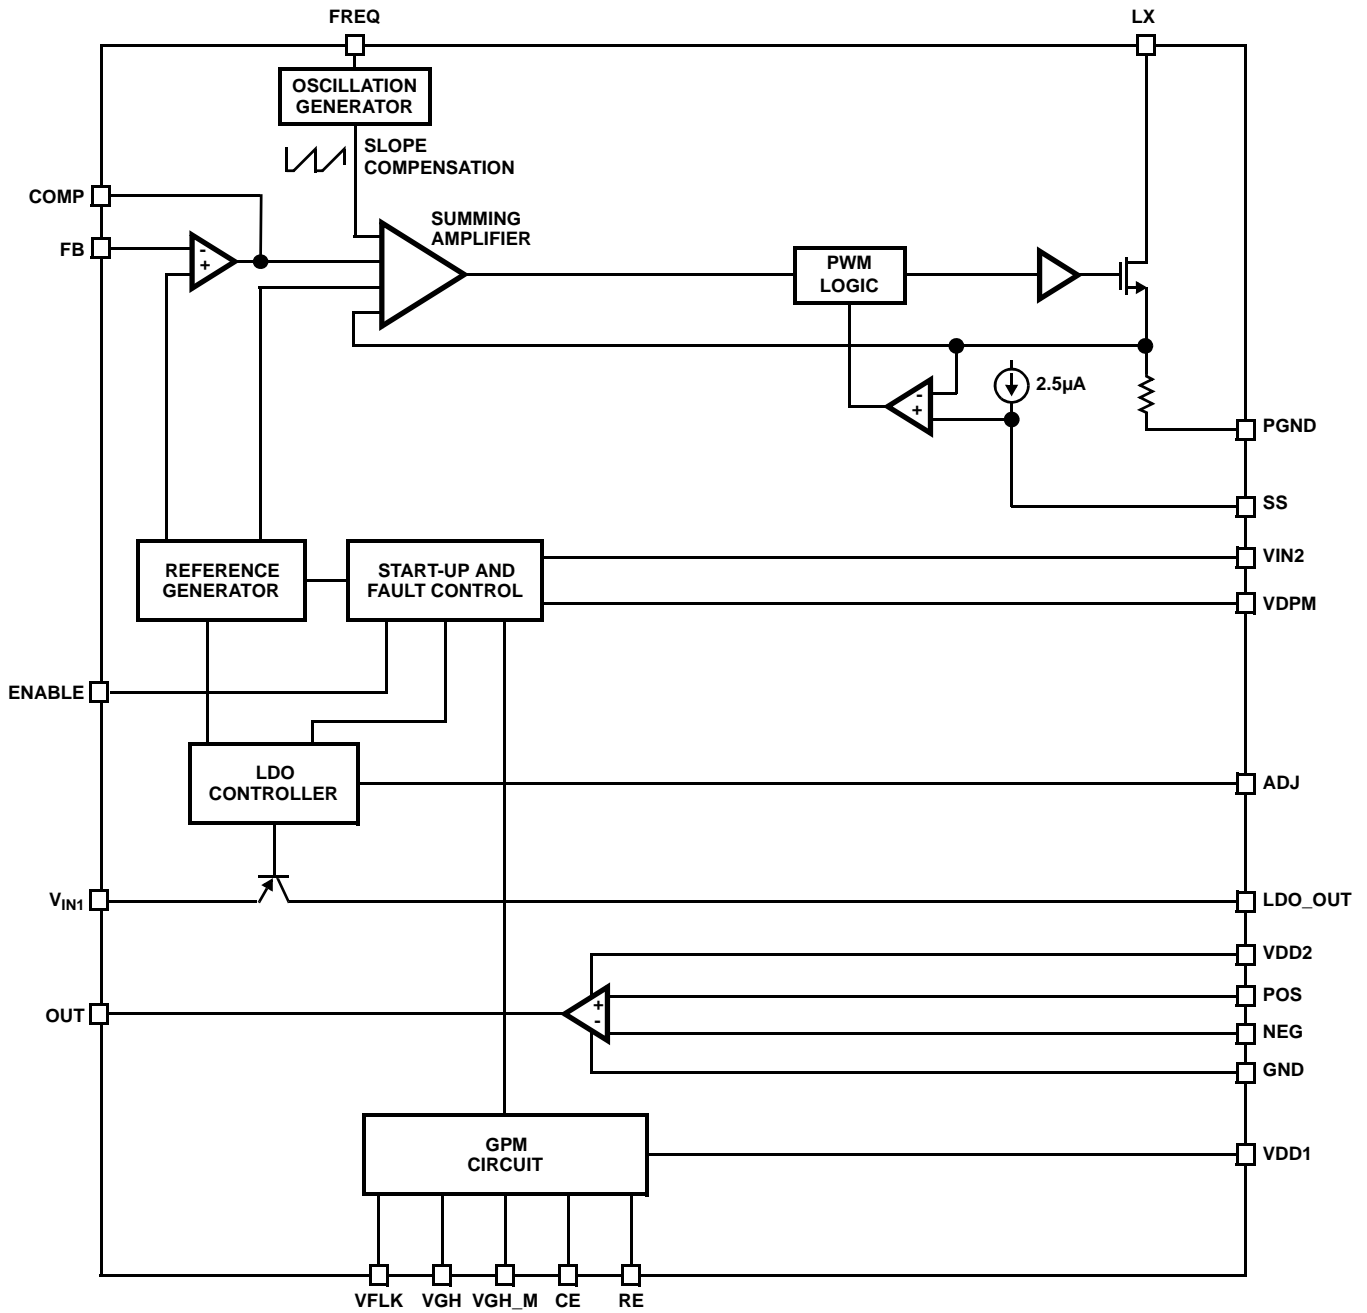 FREQ
LX
OSCILLATION
GENERATOR
SLOPE
COMPENSATION
COMP
FB
-
+
SUMMING
AMPLIFIER
PWM
LOGIC
-
+
2.5µA
PGND
SS
REFERENCE
GENERATOR
START-UP AND
FAULT CONTROL
VIN2
VDPM
ENABLE
LDO
CONTROLLER
ADJ
VIN1
LDO_OUT
VDD2
POS
+
-
OUT
NEG
GND
GPM
CIRCUIT
VDD1
VFLK
VGH
VGH_M
CE
RE